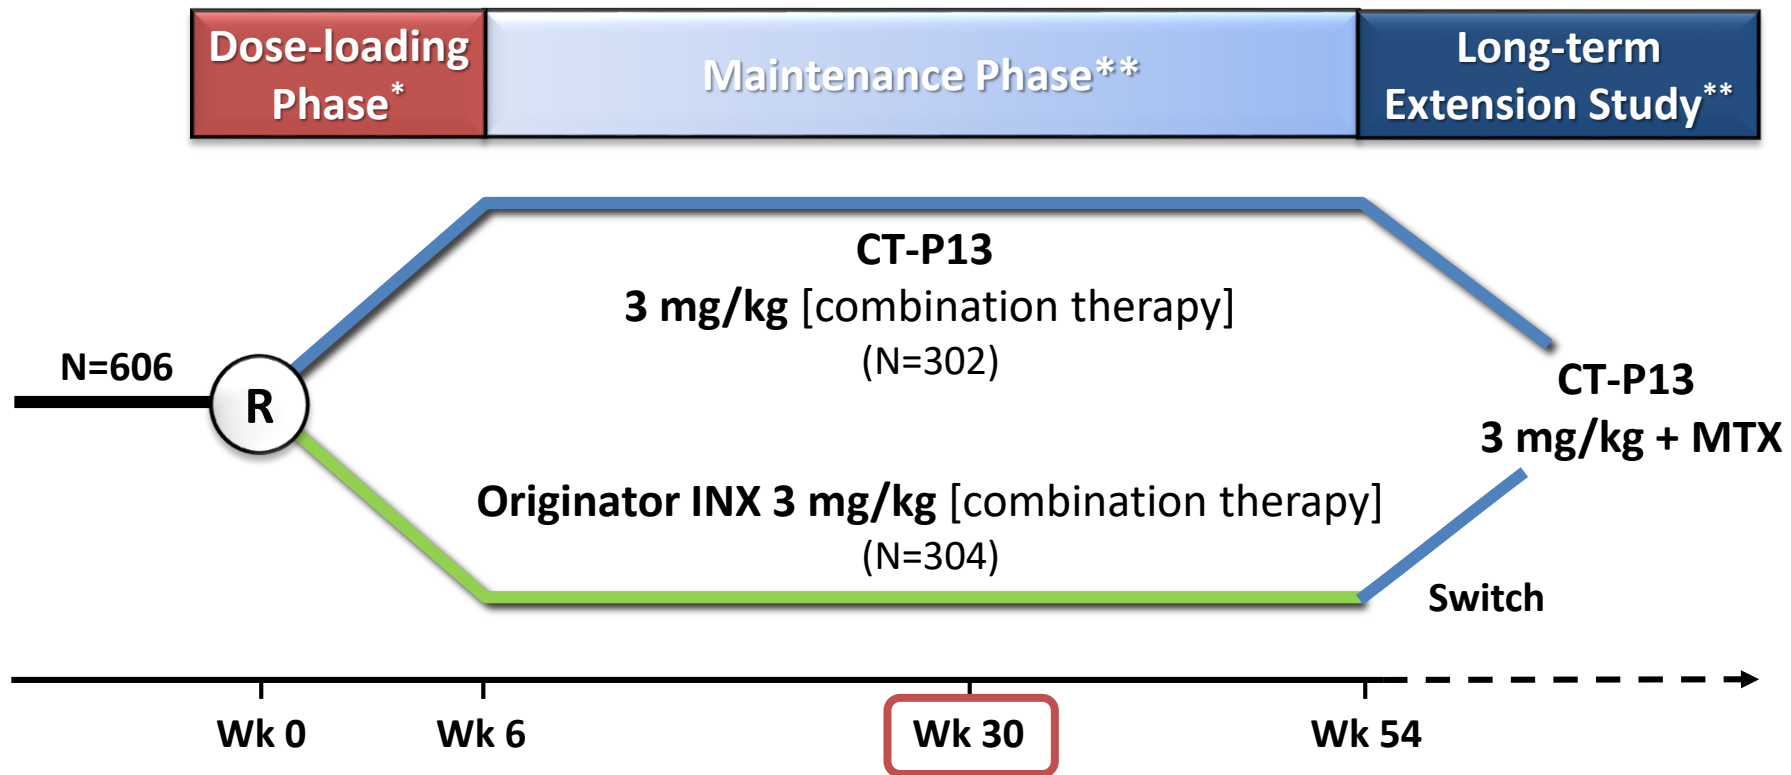 Dose-loading
Phase*
Maintenance Phase**
Long-term
Extension Study**
CT-P13
3 mg/kg [combination therapy]
(N=302)
N=606
R
CT-P13
3 mg/kg + MTX
Originator INX 3 mg/kg [combination therapy]
(N=304)
Switch
Wk 0
Wk 6
Wk 30
Wk 54